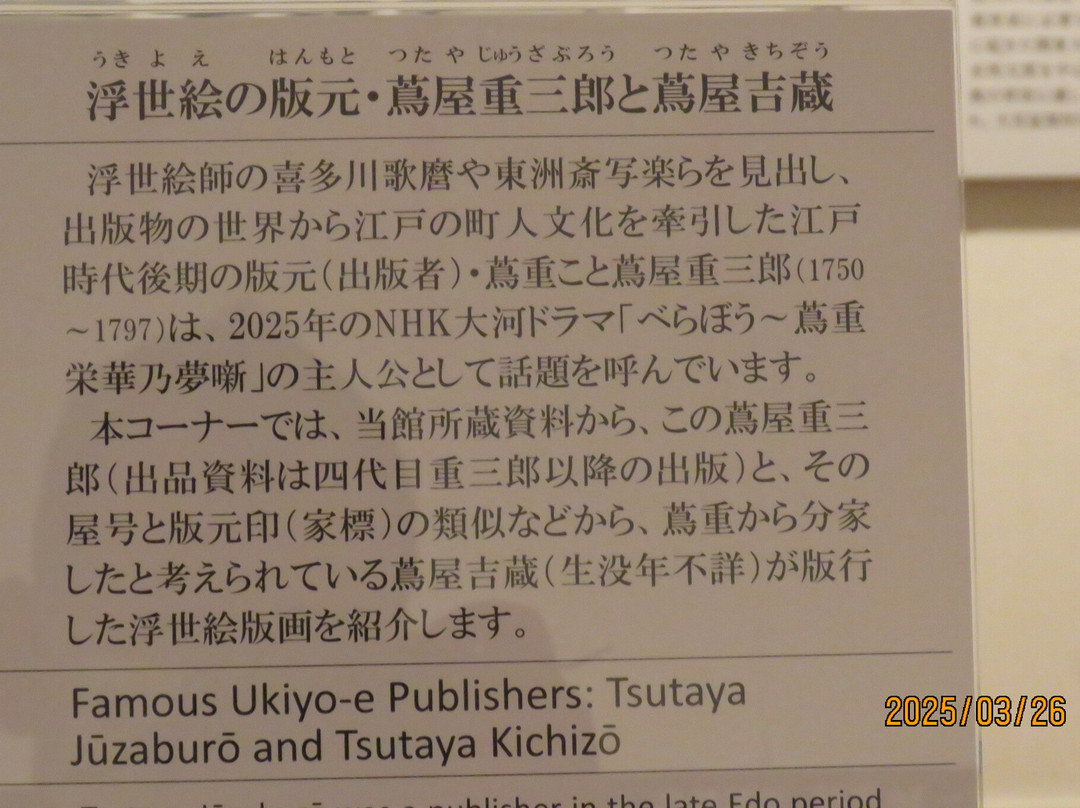 うきよえ はんもと つたやじゅうざぶろう つたやきちぞう
浮世絵の版元・蔦屋重三郎と蔦屋吉蔵
浮世絵師の喜多川歌麿や東洲斎写楽らを見出し、
出版物の世界から江戸の町人文化を牽引した江戸
時代後期の版元(出版者)・蔦重こと蔦屋重三郎(1750
～1797)は、2025年のNHK大河ドラマ「べらぼう～蔦重
栄華乃夢噺」の主人公として話題を呼んでいます。
本コーナーでは、当館所蔵資料から、この蔦屋重三
郎(出品資料は四代目重三郎以降の出版)と、その
屋号と版元印(家標)の類似などから、蔦重から分家
したと考えられている蔦屋吉蔵(生没年不詳)が版行
した浮世絵版画を紹介します。
Famous Ukiyo-e Publishers: Tsutaya
Jūzaburō and Tsutaya Kichizō
was a publisher in the late Edo period
2025/03/26